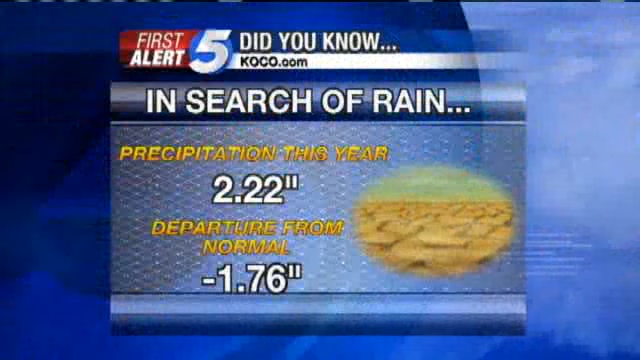 FIRST ALERT 5
DID YOU KNOW...
KOCO.com
IN SEARCH OF RAIN...
PRECIPITATION THIS YEAR
2.22"
DEPARTURE FROM
NORMAL
-1.76"